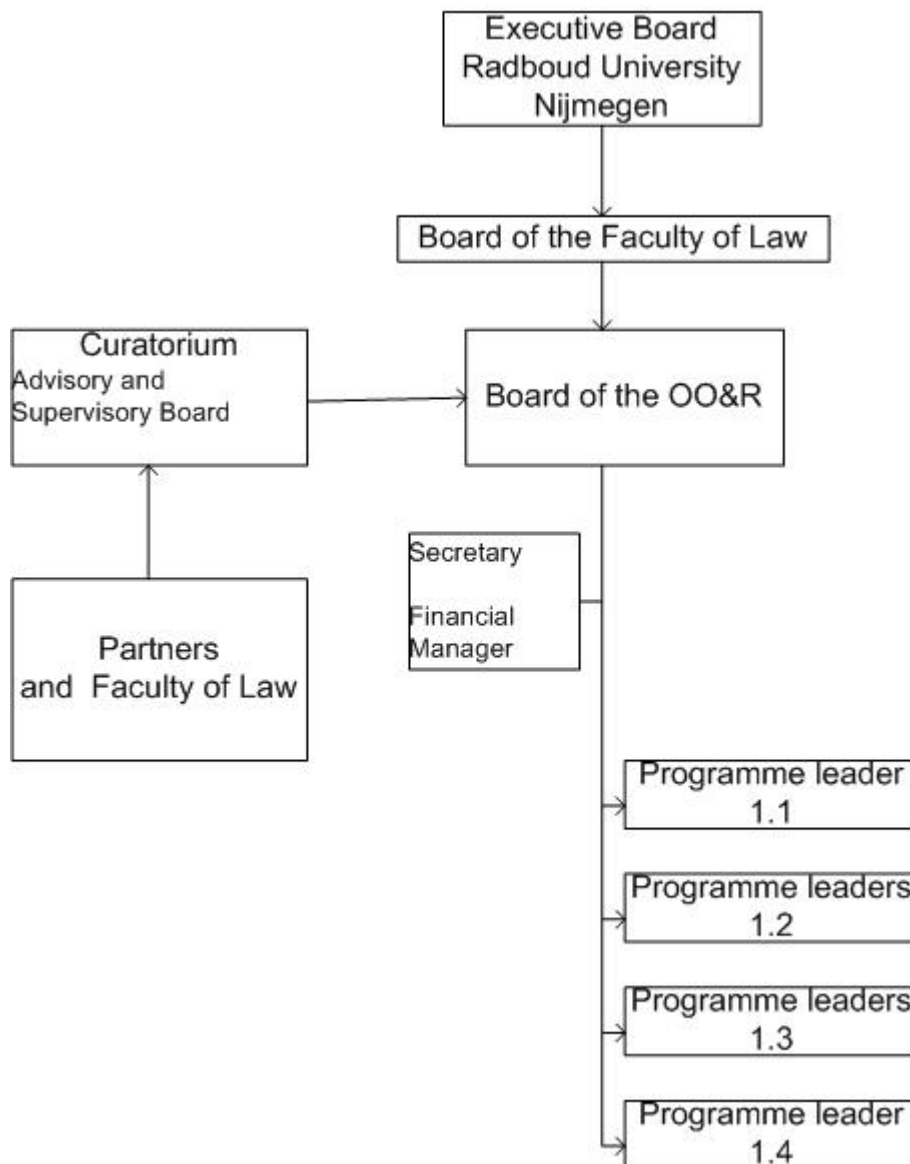 Executive Board
Radboud University
Nijmegen
Board of the Faculty of Law
Curatorium
Advisory and
Supervisory Board
Board of the OO&R
Secretary
Financial
Manager
Partners
and Faculty of Law
Programme leader
1.1
Programme leaders
1.2
Programme leaders
1.3
Programme leader
1.4